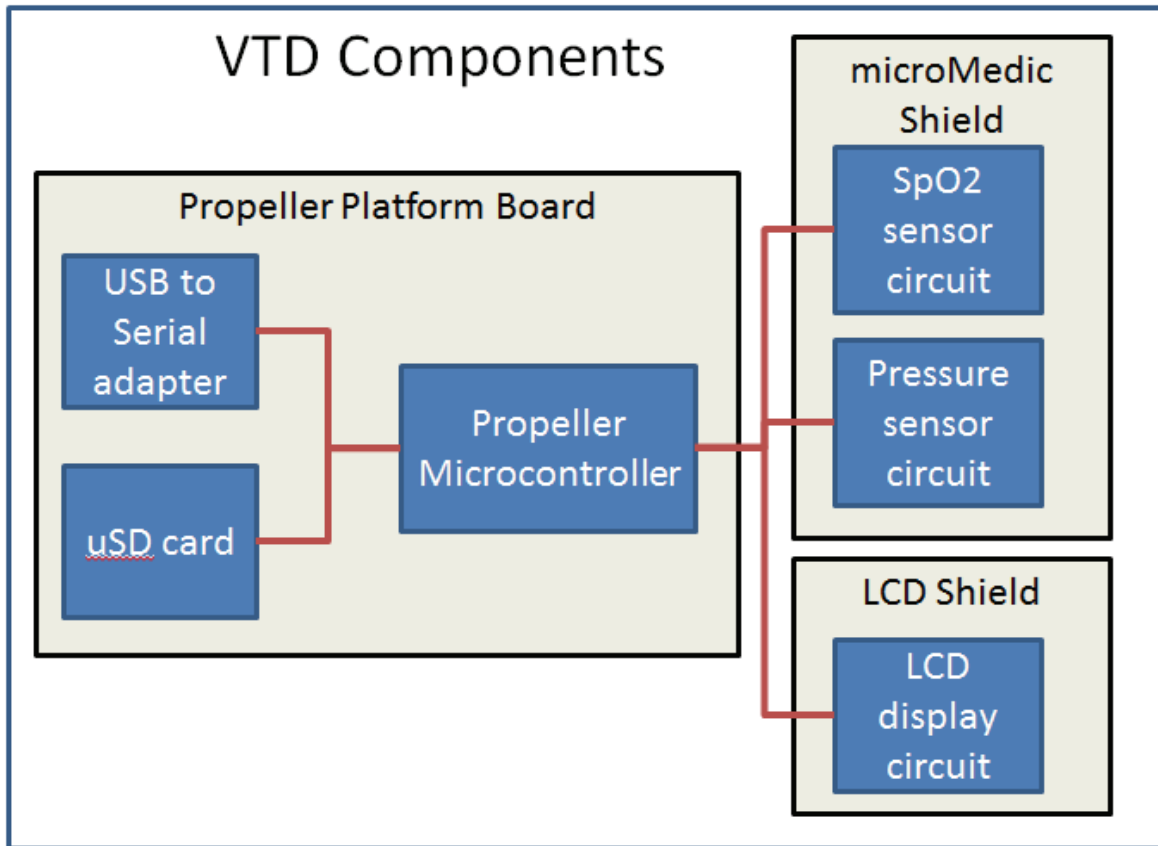 VTD Components
Propeller Platform Board
USB to
Serial
adapter
uSD card
Propeller
Microcontroller
microMedic
Shield
SpO2
sensor
circuit
Pressure
sensor
circuit
LCD Shield
LCD
display
circuit